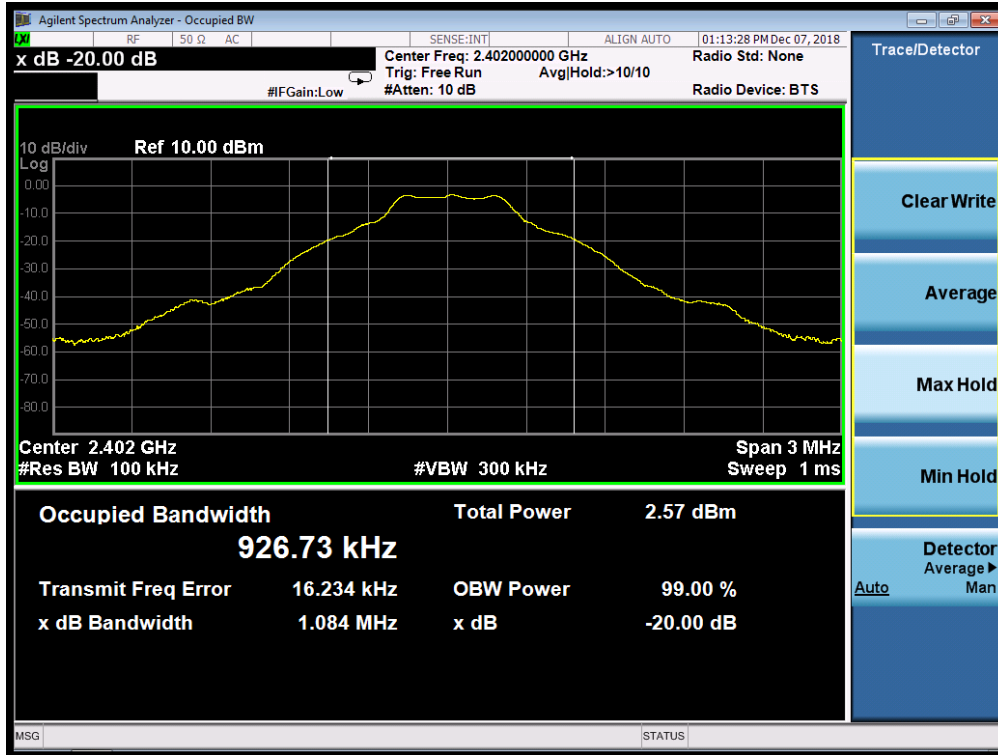 Agilent Spectrum Analyzer - Occupied BW
LXI RF 50 Ω AC SENSE:INT ALIGN AUTO 01:13:28 PM Dec 07, 2018
x dB -20.00 dB
Center Freq: 2.402000000 GHz Radio Std: None
Trig: Free Run Avg|Hold:>10/10
#IFGain:Low #Atten: 10 dB Radio Device: BTS
Trace/Detector
10 dB/div Ref 10.00 dBm
Log
0.00
-10.0
-20.0
-30.0
-40.0
-50.0
-60.0
-70.0
-80.0
Center 2.402 GHz Span 3 MHz
#Res BW 100 kHz #VBW 300 kHz Sweep 1 ms
Clear Write
Average
Max Hold
Min Hold
Detector
Average▶
Auto Man
Occupied Bandwidth Total Power 2.57 dBm
926.73 kHz
Transmit Freq Error 16.234 kHz OBW Power 99.00 %
x dB Bandwidth 1.084 MHz x dB -20.00 dB
MSG STATUS